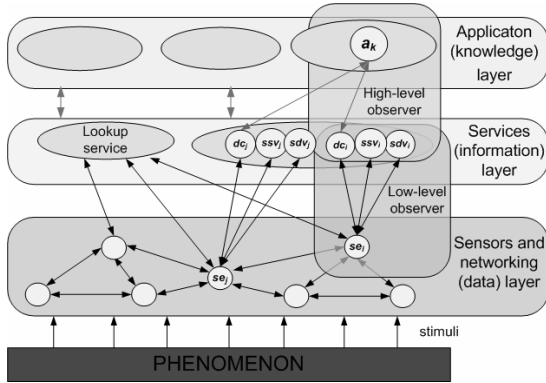 Applicaton
(knowledge)
layer
a_k
High-level
observer
Lookup
service
dc_j ssv_j sdv_j dc_i ssv_i sdv_i
Services
(information)
layer
Low-level
observer
se_i
se_j
Sensors and
networking
(data) layer
stimuli
PHENOMENON